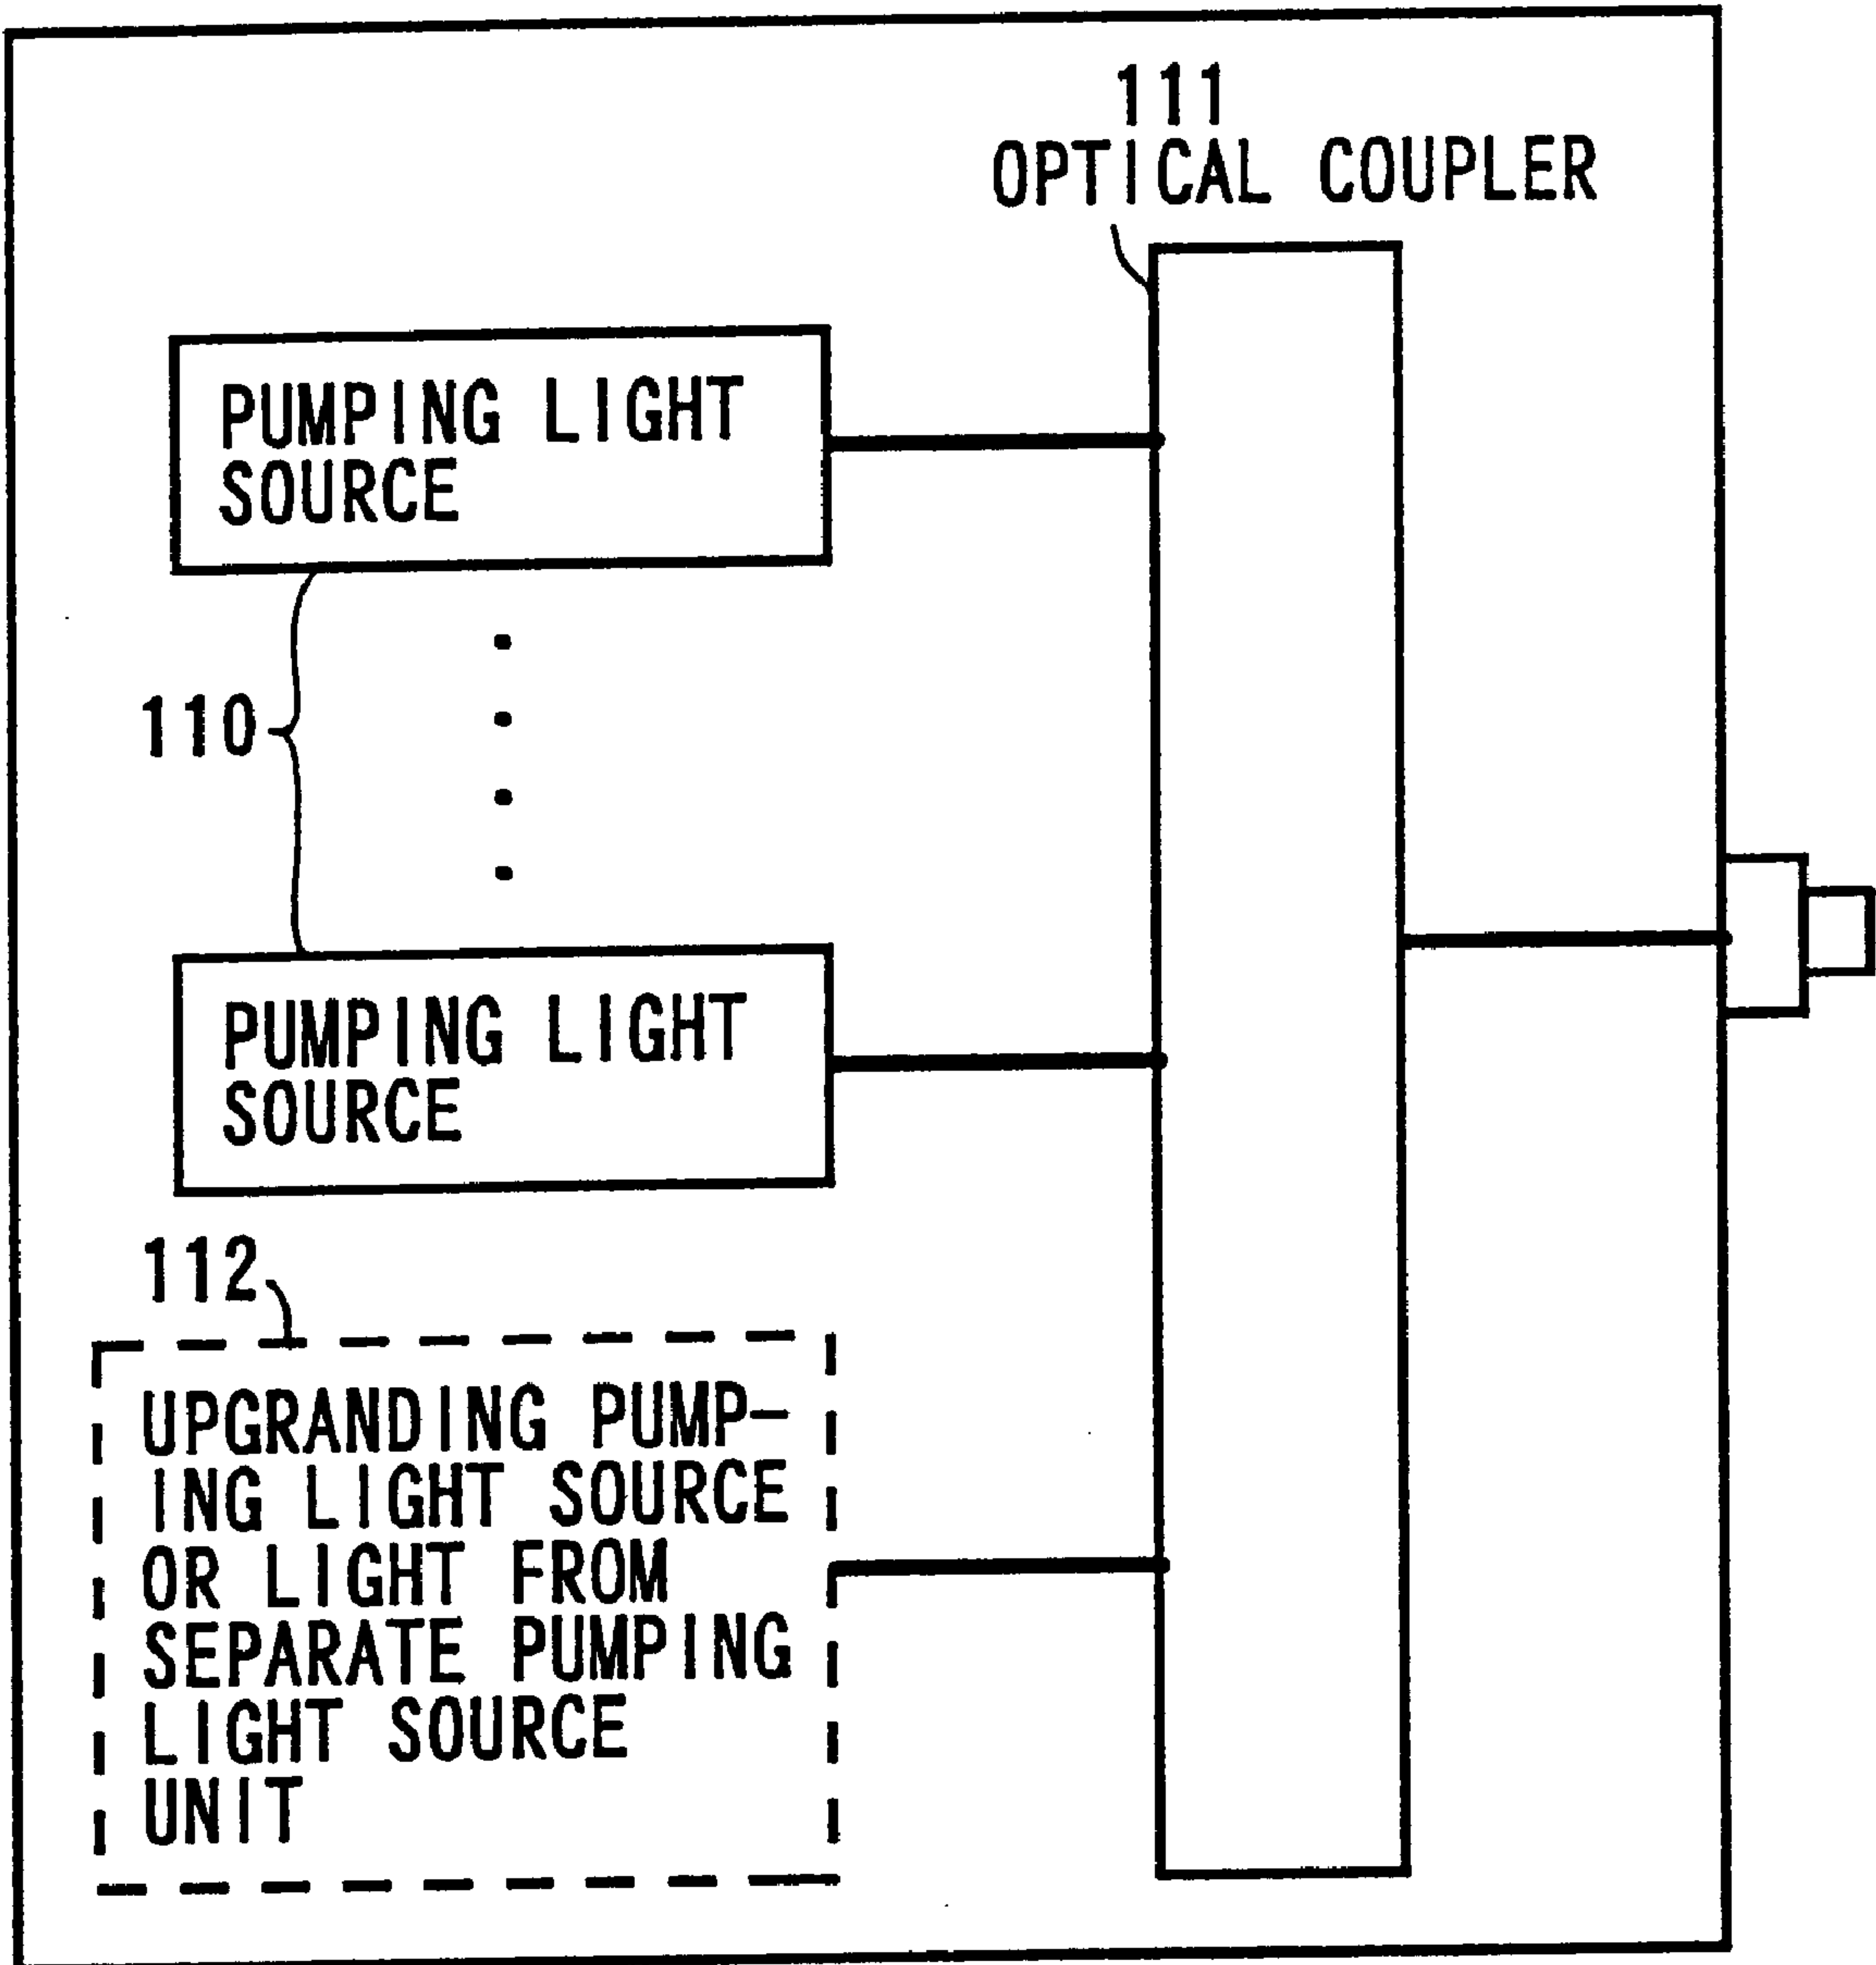 111
OPTICAL COUPLER
PUMPING LIGHT
SOURCE
110
PUMPING LIGHT
SOURCE
112
UPGRANDING PUMP-
ING LIGHT SOURCE
OR LIGHT FROM
SEPARATE PUMPING
LIGHT SOURCE
UNIT